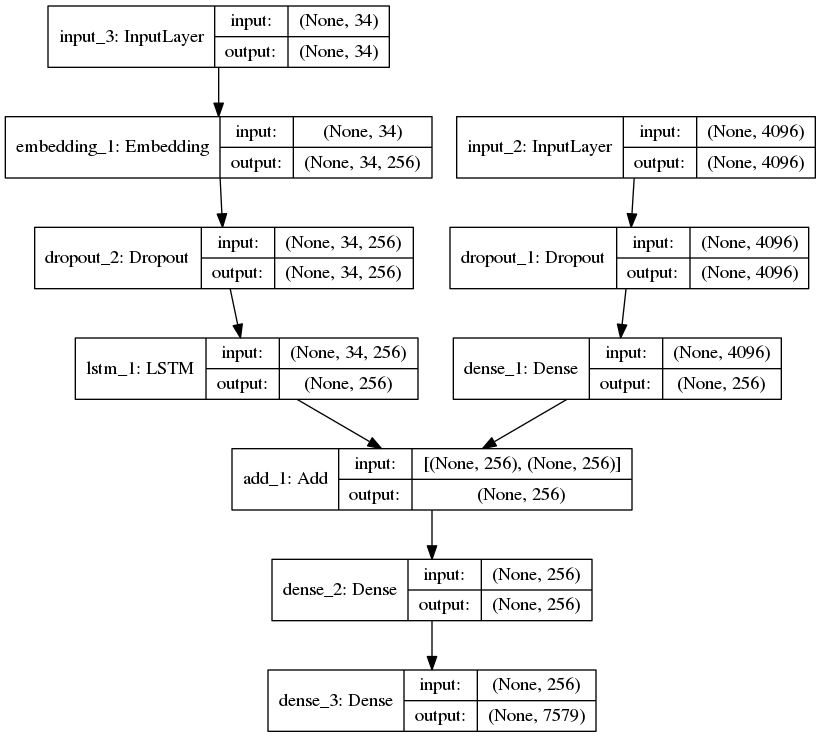 input_3: InputLayer
input: (None, 34)
output: (None, 34)
embedding_1: Embedding
input: (None, 34)
output: (None, 34, 256)
input_2: InputLayer
input: (None, 4096)
output: (None, 4096)
dropout_2: Dropout
input: (None, 34, 256)
output: (None, 34, 256)
dropout_1: Dropout
input: (None, 4096)
output: (None, 4096)
lstm_1: LSTM
input: (None, 34, 256)
output: (None, 256)
dense_1: Dense
input: (None, 4096)
output: (None, 256)
add_1: Add
input: [(None, 256), (None, 256)]
output: (None, 256)
dense_2: Dense
input: (None, 256)
output: (None, 256)
dense_3: Dense
input: (None, 256)
output: (None, 7579)